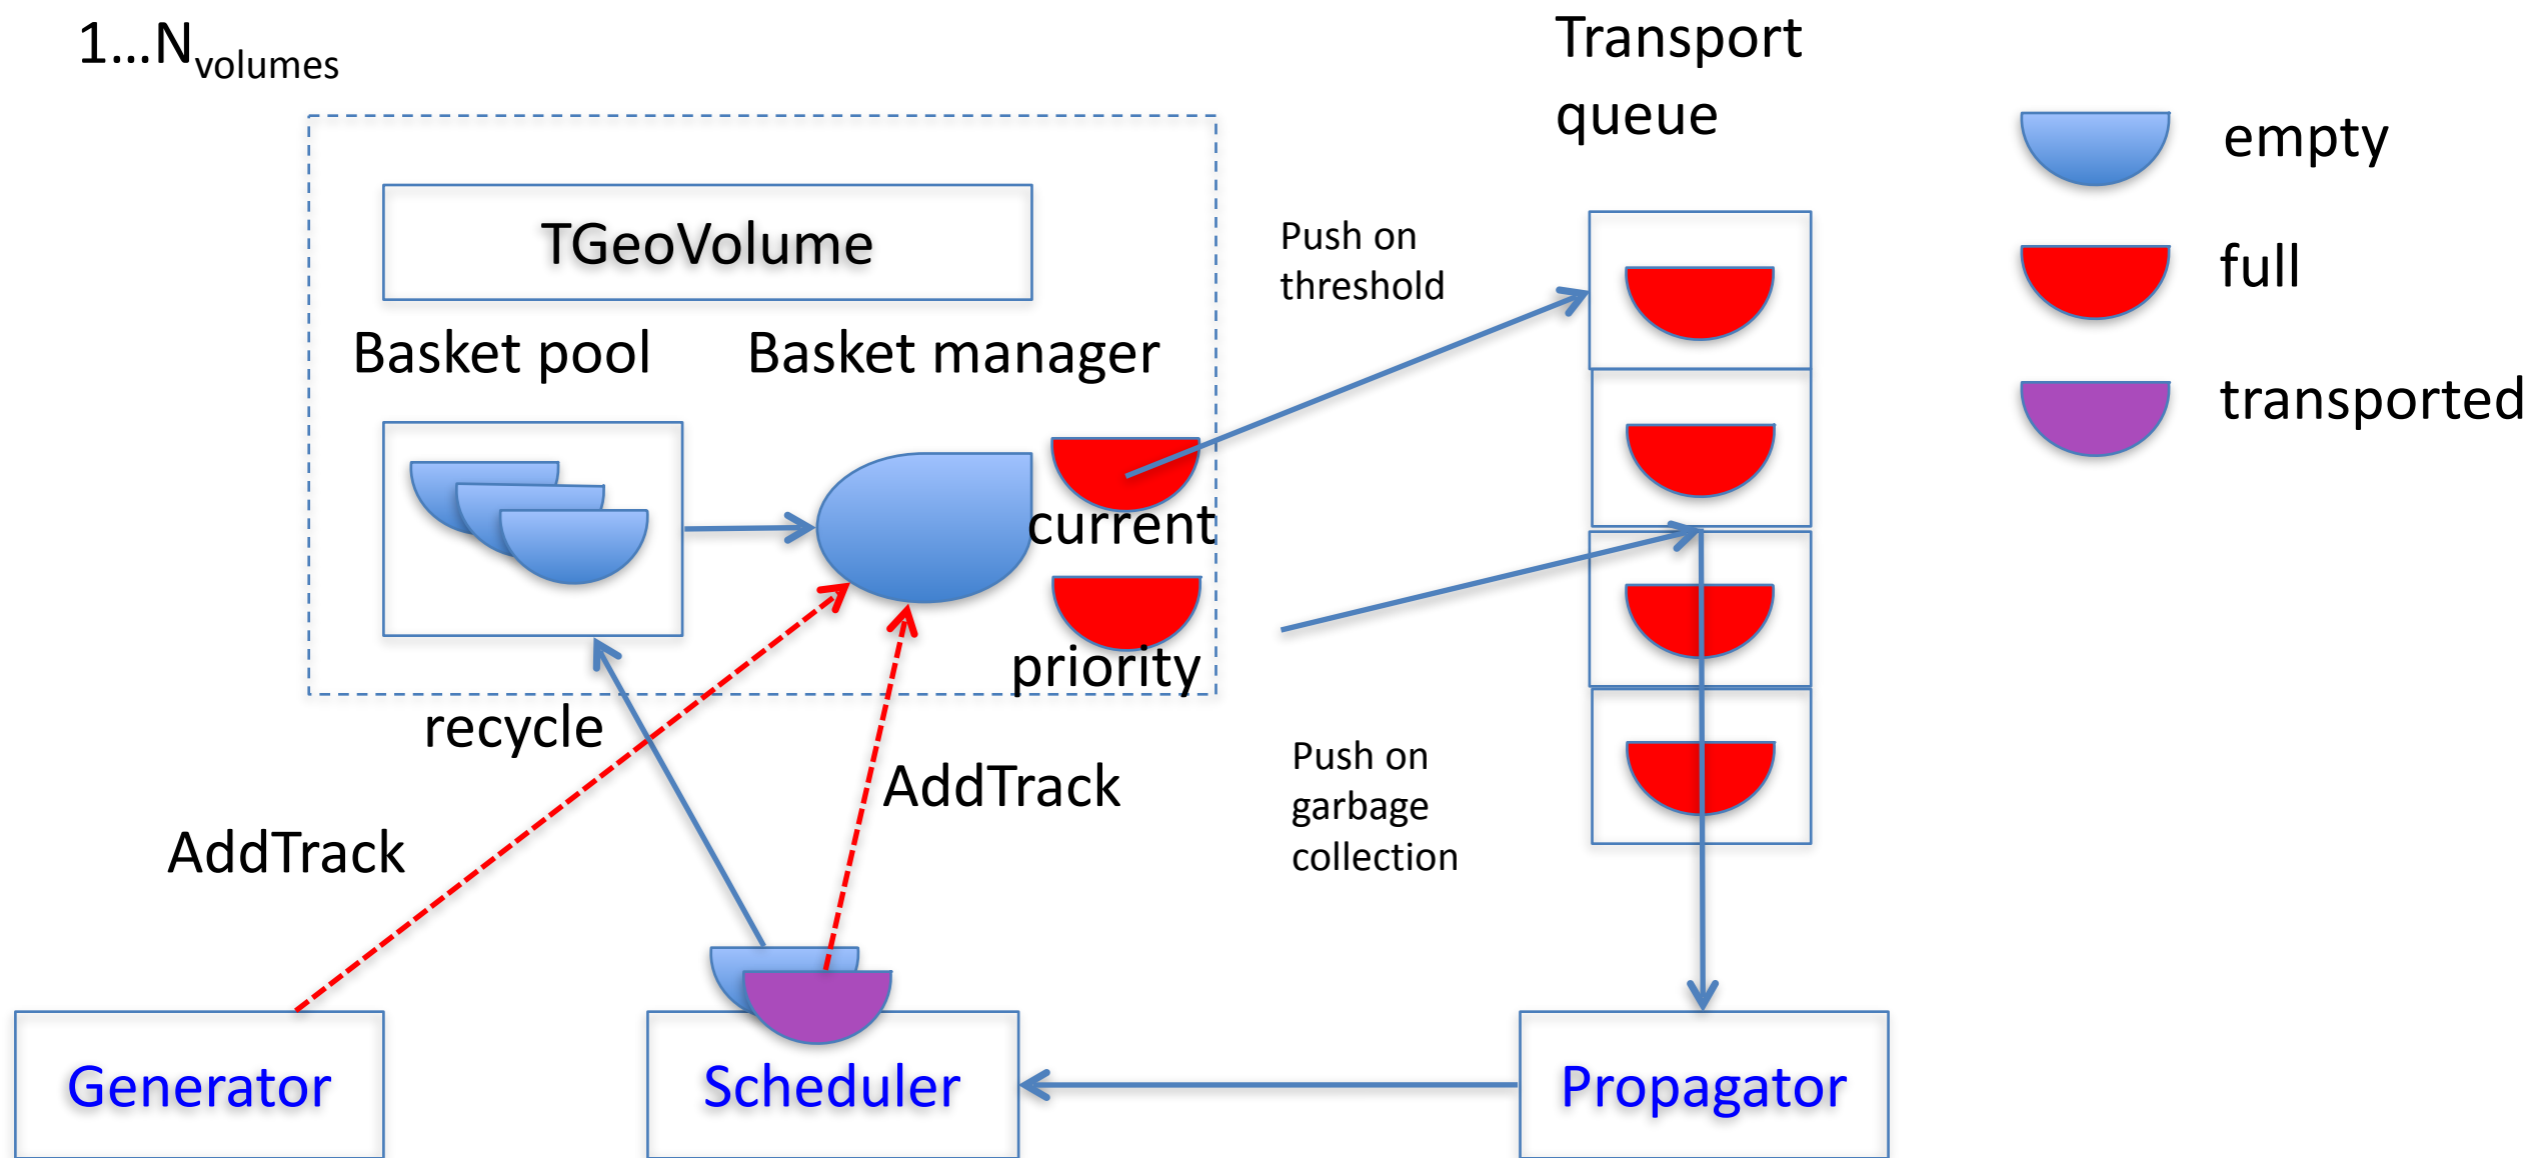 1...Nvolumes
Transport
queue
empty
full
transported
TGeoVolume
Push on
threshold
Basket pool
Basket manager
current
priority
recycle
AddTrack
AddTrack
Push on
garbage
collection
Generator
Scheduler
Propagator